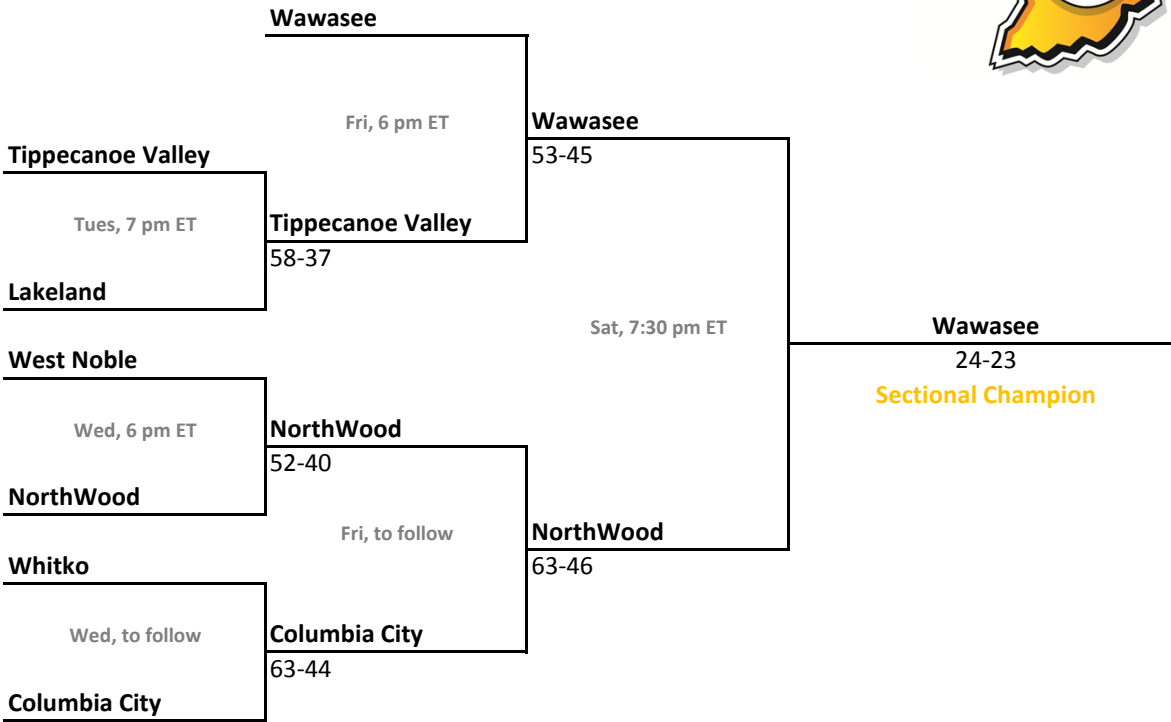 Wawasee
Fri, 6 pm ET
Wawasee
53-45
Tippecanoe Valley
Tues, 7 pm ET
Tippecanoe Valley
58-37
Lakeland
Sat, 7:30 pm ET
Wawasee
24-23
Sectional Champion
West Noble
Wed, 6 pm ET
NorthWood
52-40
NorthWood
Fri, to follow
NorthWood
63-46
Whitko
Wed, to follow
Columbia City
63-44
Columbia City